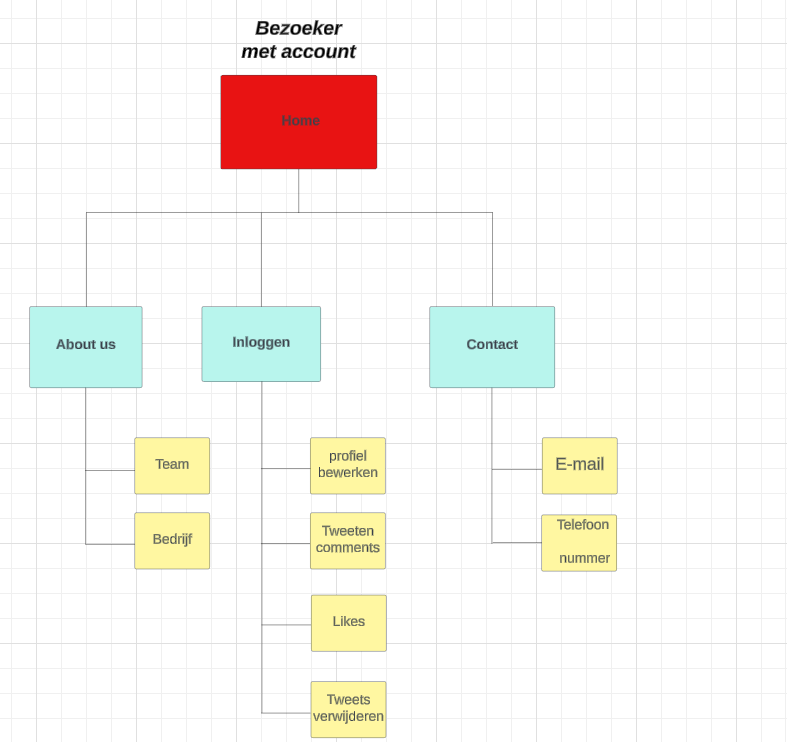 Bezoeker
met account
Home
About us
Inloggen
Contact
Team
Bedrijf
profiel
bewerken
Tweeten
comments
Likes
Tweets
verwijderen
E-mail
Telefoon
nummer